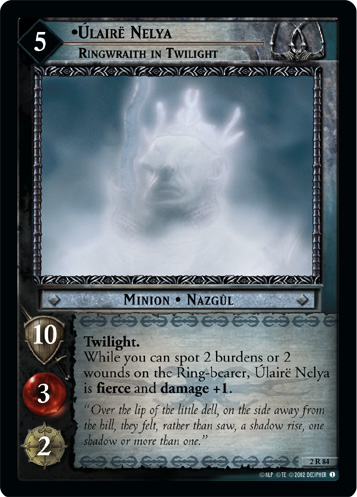 5
•Úlairë Nelya
Ringwraith in Twilight
Minion • Nazgûl
10
3
2
Twilight.
While you can spot 2 burdens or 2
wounds on the Ring-bearer, Úlairë Nelya
is fierce and damage +1.
“Over the lip of the little dell, on the side away from
the hill, they felt, rather than saw, a shadow rise, one
shadow or more than one.”
2 R 84
©NLP ™TE ©2002 DECIPHER